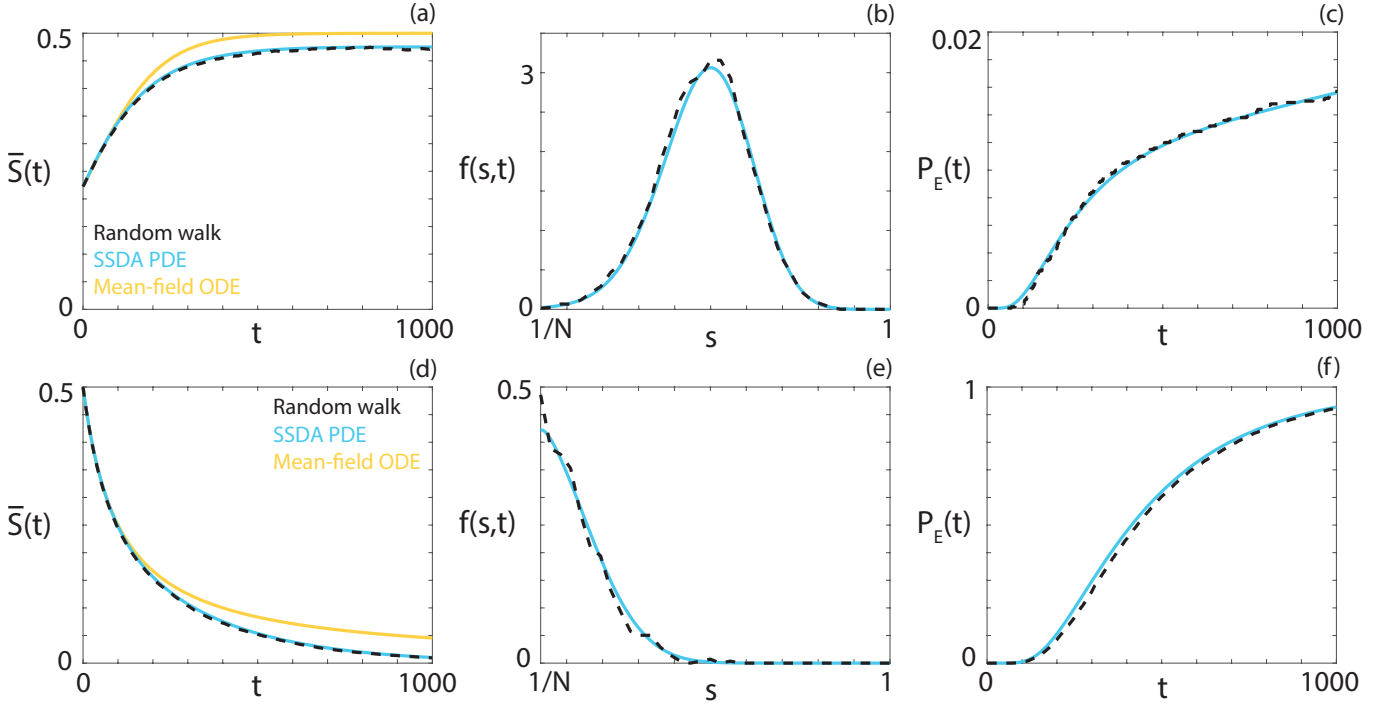 (a)
0.5
S̅(t)
Random walk
SSDA PDE
Mean-field ODE
0
0
t
1000
(b)
3
f(s,t)
0
1/N
s
1
(c)
0.02
P_E(t)
0
0
t
1000
(d)
0.5
S̅(t)
Random walk
SSDA PDE
Mean-field ODE
0
0
t
1000
(e)
0.5
f(s,t)
0
1/N
s
1
(f)
1
P_E(t)
0
0
t
1000